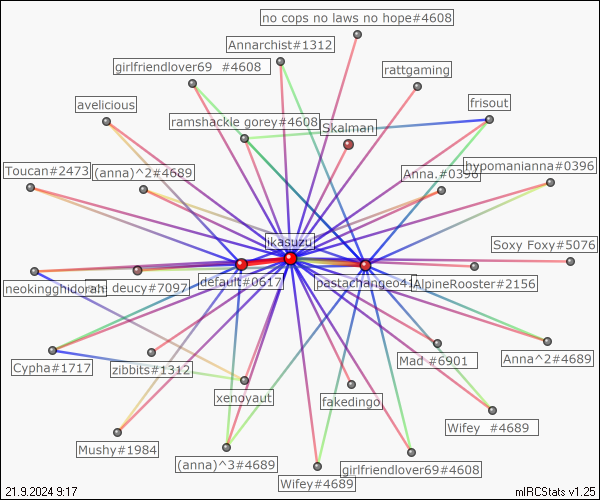 no cops no laws no hope#4608
Annarchist#1312
girlfriendlover69 #4608
rattgaming
avelicious
frisout
ramshackle gorey#4608
Skalman
Toucan#2473
(anna)^2#4689
Anna.#0396
hypomanianna#0396
jkasuzu
Soxy Foxy#5076
neokingghidorah
deucy#7097
default#0617
pastachangeo41
AlpineRooster#2156
Cypha#1717
zibbits#1312
Mad #6901
Anna^2#4689
xenoyaut
fakedingo
Mushy#1984
Wifey #4689
(anna)^3#4689
Wifey#4689
girlfriendlover69#4608
21.9.2024 9:17
mIRCStats v1.25